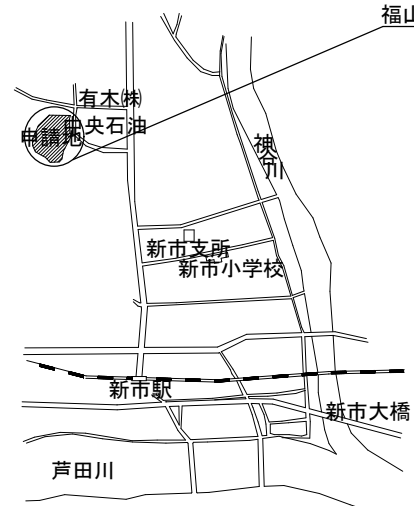 福山
有木㈱
中央石油
申請地
神谷川
新市支所
新市小学校
新市駅
新市大橋
芦田川